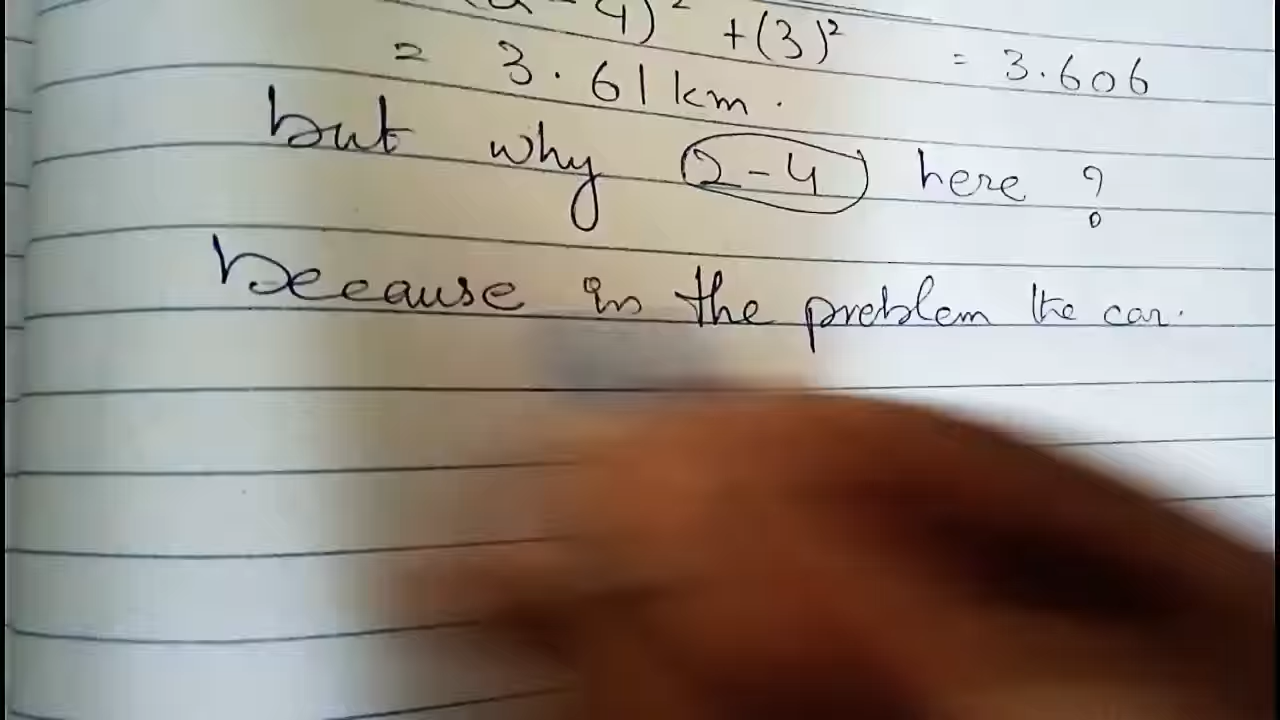 - 4)² + (3)² = 3.606
= 3.61 km.
but why 2-4 here ?
because in the problem the car.